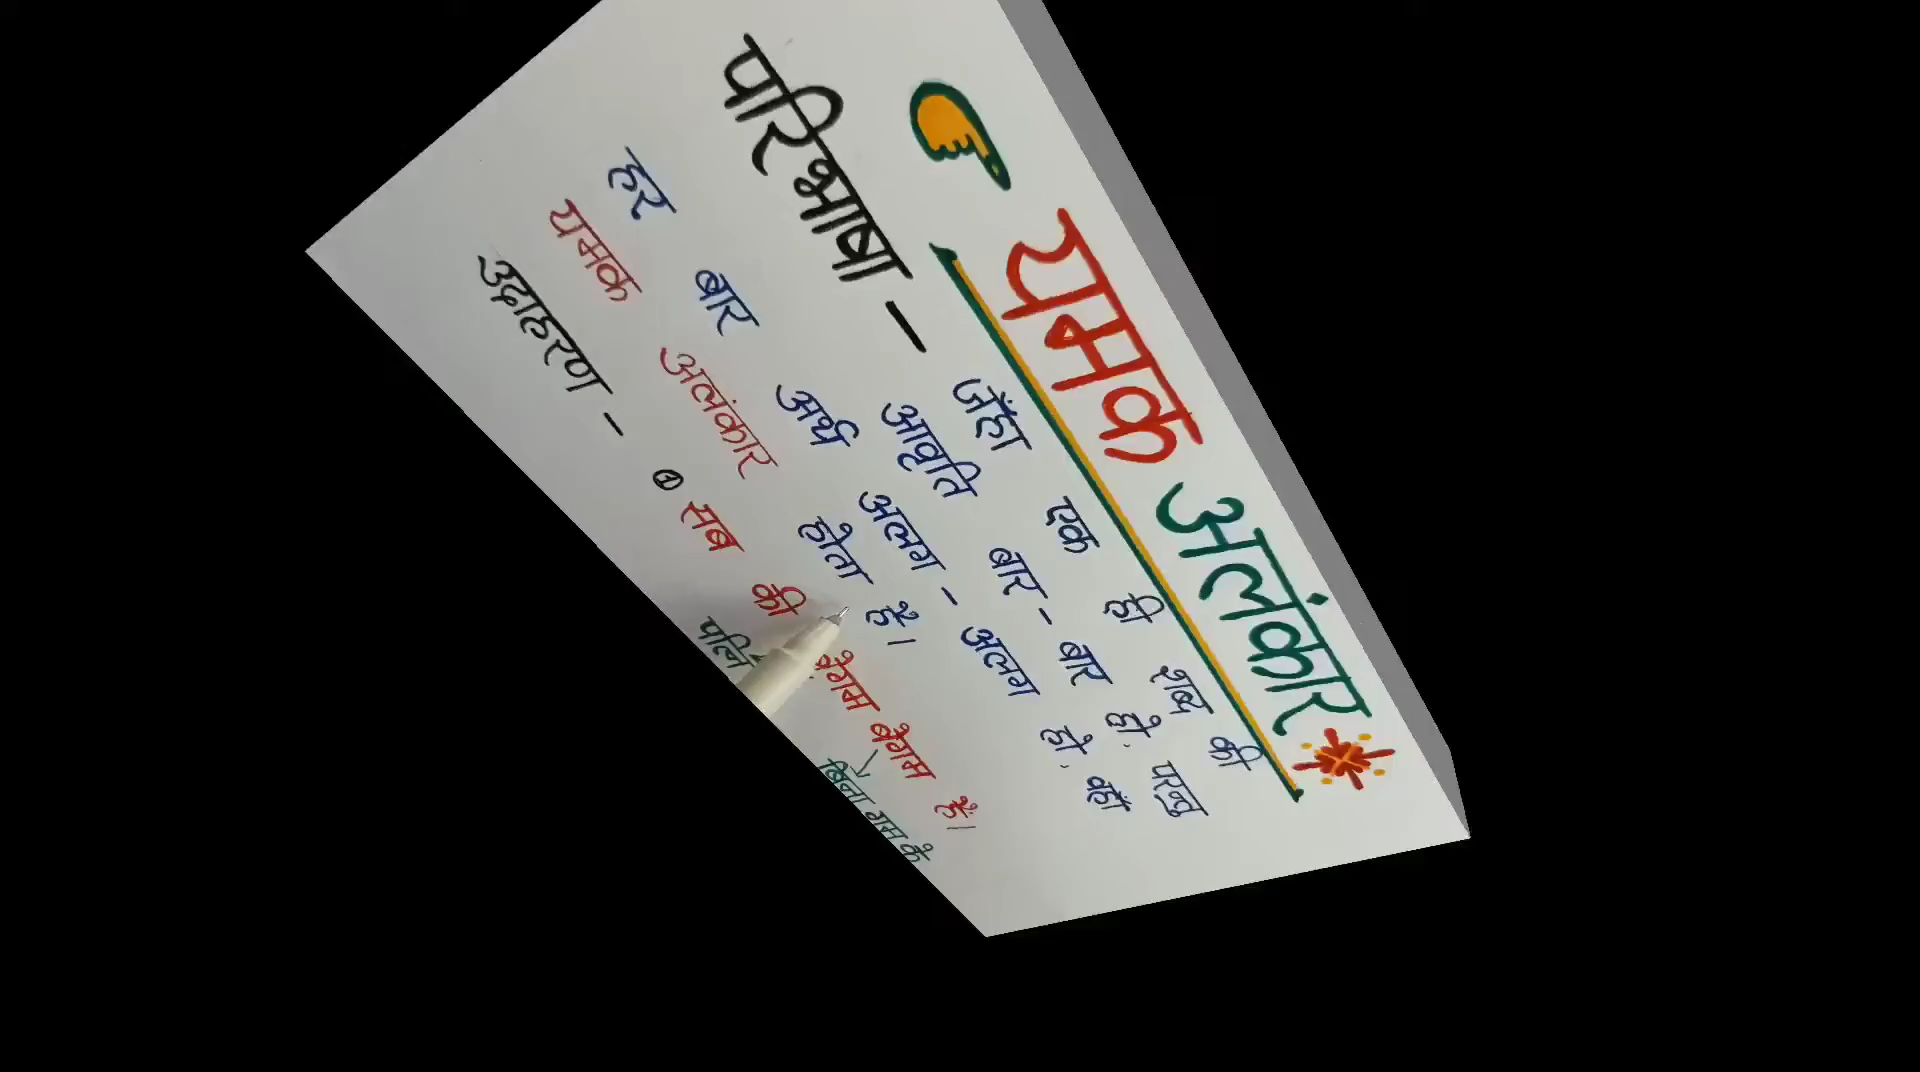 यमक अलंकार
परिभाषा - जहाँ एक ही शब्द की
आवृति बार-बार हो, परन्तु
हर बार अर्थ अलग-अलग हो, वहाँ
यमक अलंकार होता है।
उदाहरण - ① सब की बेगम बेगम है।
पत्नि बिना गम के